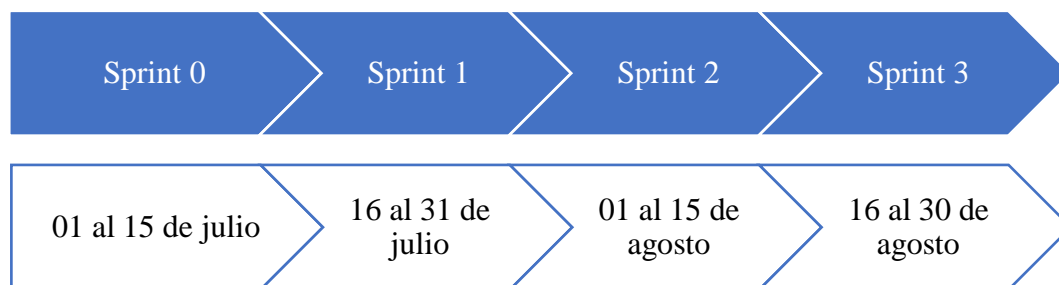 Sprint 0
Sprint 1
Sprint 2
Sprint 3
01 al 15 de julio
16 al 31 de
julio
01 al 15 de
agosto
16 al 30 de
agosto